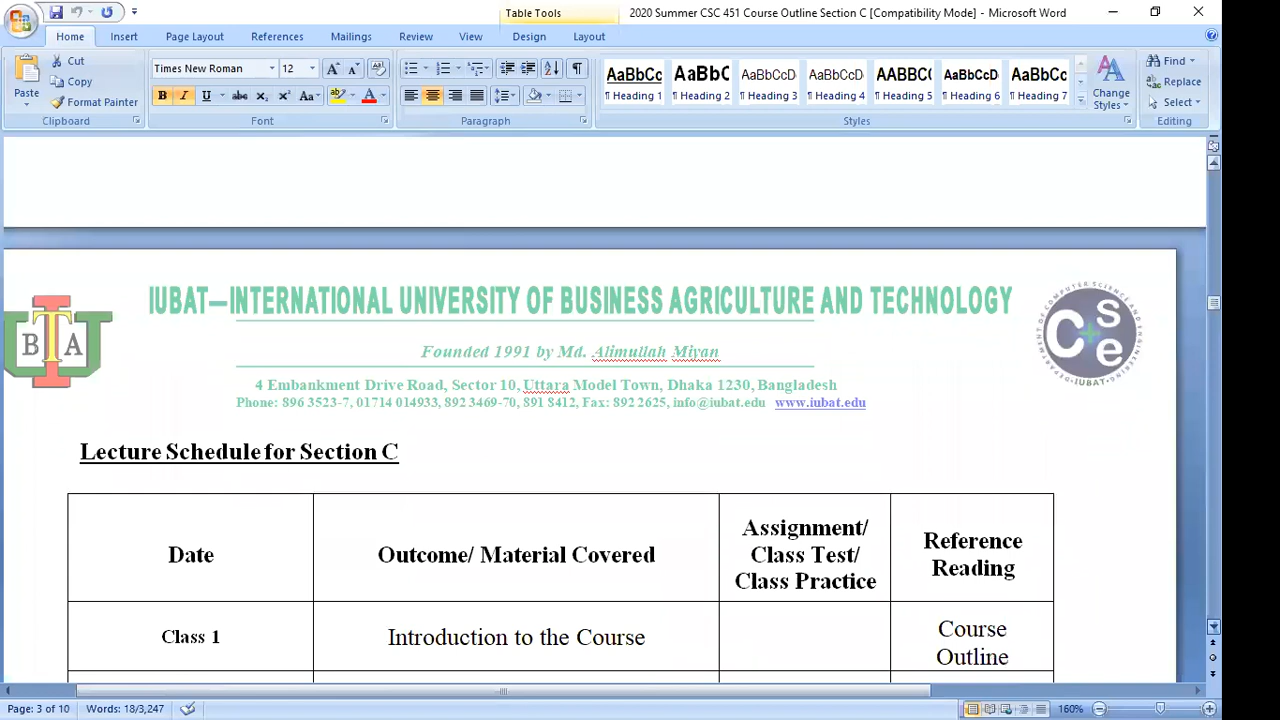 Table Tools
2020 Summer CSC 451 Course Outline Section C [Compatibility Mode] - Microsoft Word
Home Insert Page Layout References Mailings Review View Design Layout
Cut
Copy
Format Painter
Paste
Clipboard
Times New Roman 12
Font
Paragraph
AaBbCc AaBbC AaBbCcD AaBbCcD AABBC AaBbCcD AaBbCc
¶ Heading 1 ¶ Heading 2 ¶ Heading 3 ¶ Heading 4 ¶ Heading 5 ¶ Heading 6 ¶ Heading 7
Change
Styles
Styles
Find
Replace
Select
Editing
IUBAT—INTERNATIONAL UNIVERSITY OF BUSINESS AGRICULTURE AND TECHNOLOGY
Founded 1991 by Md. Alimullah Miyan
4 Embankment Drive Road, Sector 10, Uttara Model Town, Dhaka 1230, Bangladesh
Phone: 896 3523-7, 01714 014933, 892 3469-70, 891 8412, Fax: 892 2625, info@iubat.edu www.iubat.edu
Lecture Schedule for Section C
Date
Outcome/ Material Covered
Assignment/
Class Test/
Class Practice
Reference
Reading
Class 1
Introduction to the Course
Course
Outline
Page: 3 of 10 Words: 18/3,247 160%